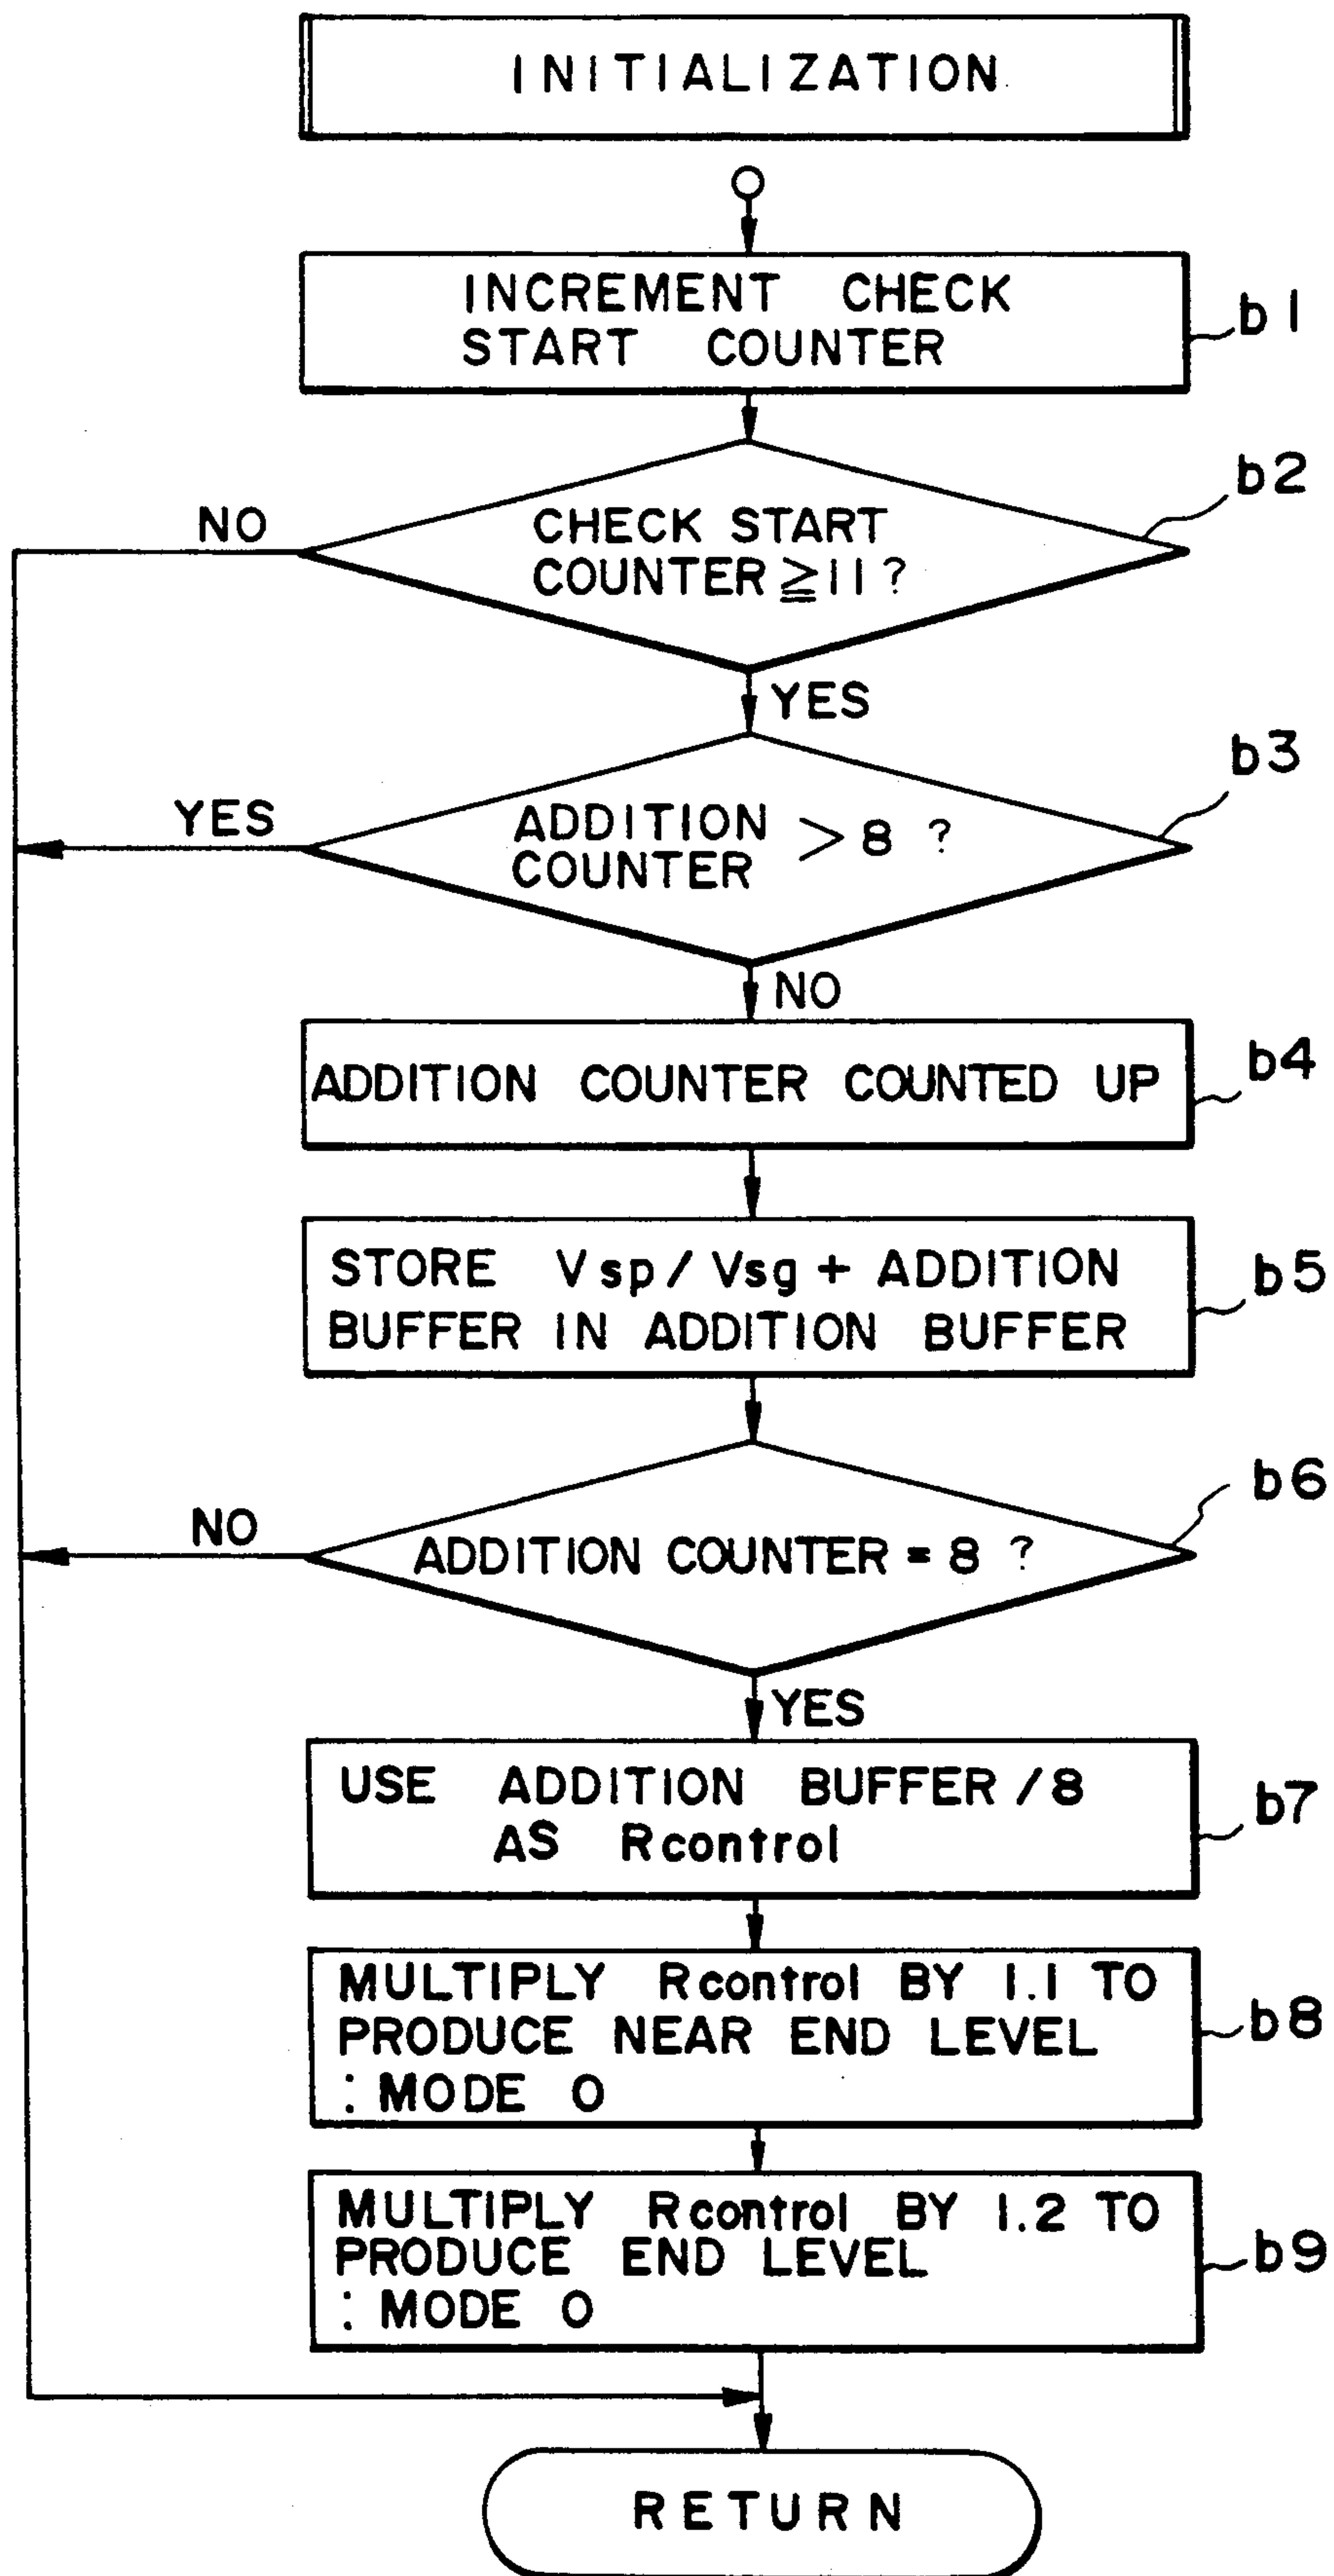 INITIALIZATION
INCREMENT CHECK
START COUNTER
b1
b2
NO
CHECK START
COUNTER ≧ 11 ?
YES
b3
YES
ADDITION
COUNTER > 8 ?
NO
ADDITION COUNTER COUNTED UP
b4
STORE Vsp/Vsg + ADDITION
BUFFER IN ADDITION BUFFER
b5
b6
NO
ADDITION COUNTER = 8 ?
YES
USE ADDITION BUFFER /8
AS Rcontrol
b7
MULTIPLY Rcontrol BY 1.1 TO
PRODUCE NEAR END LEVEL
: MODE 0
b8
MULTIPLY Rcontrol BY 1.2 TO
PRODUCE END LEVEL
: MODE 0
b9
RETURN